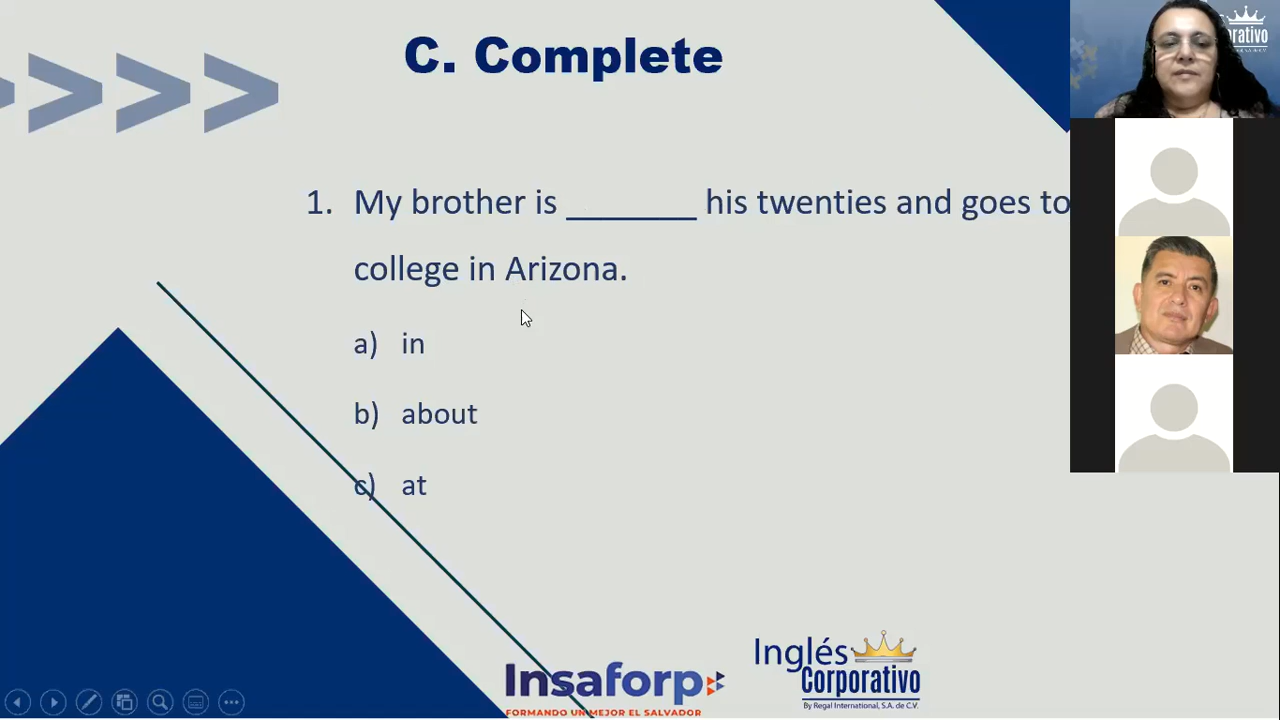 C. Complete
1. My brother is _______ his twenties and goes to
college in Arizona.
a) in
b) about
c) at
Insaforp
FORMANDO UN MEJOR EL SALVADOR
Inglés
Corporativo
By Regal International, S.A. de C.V.